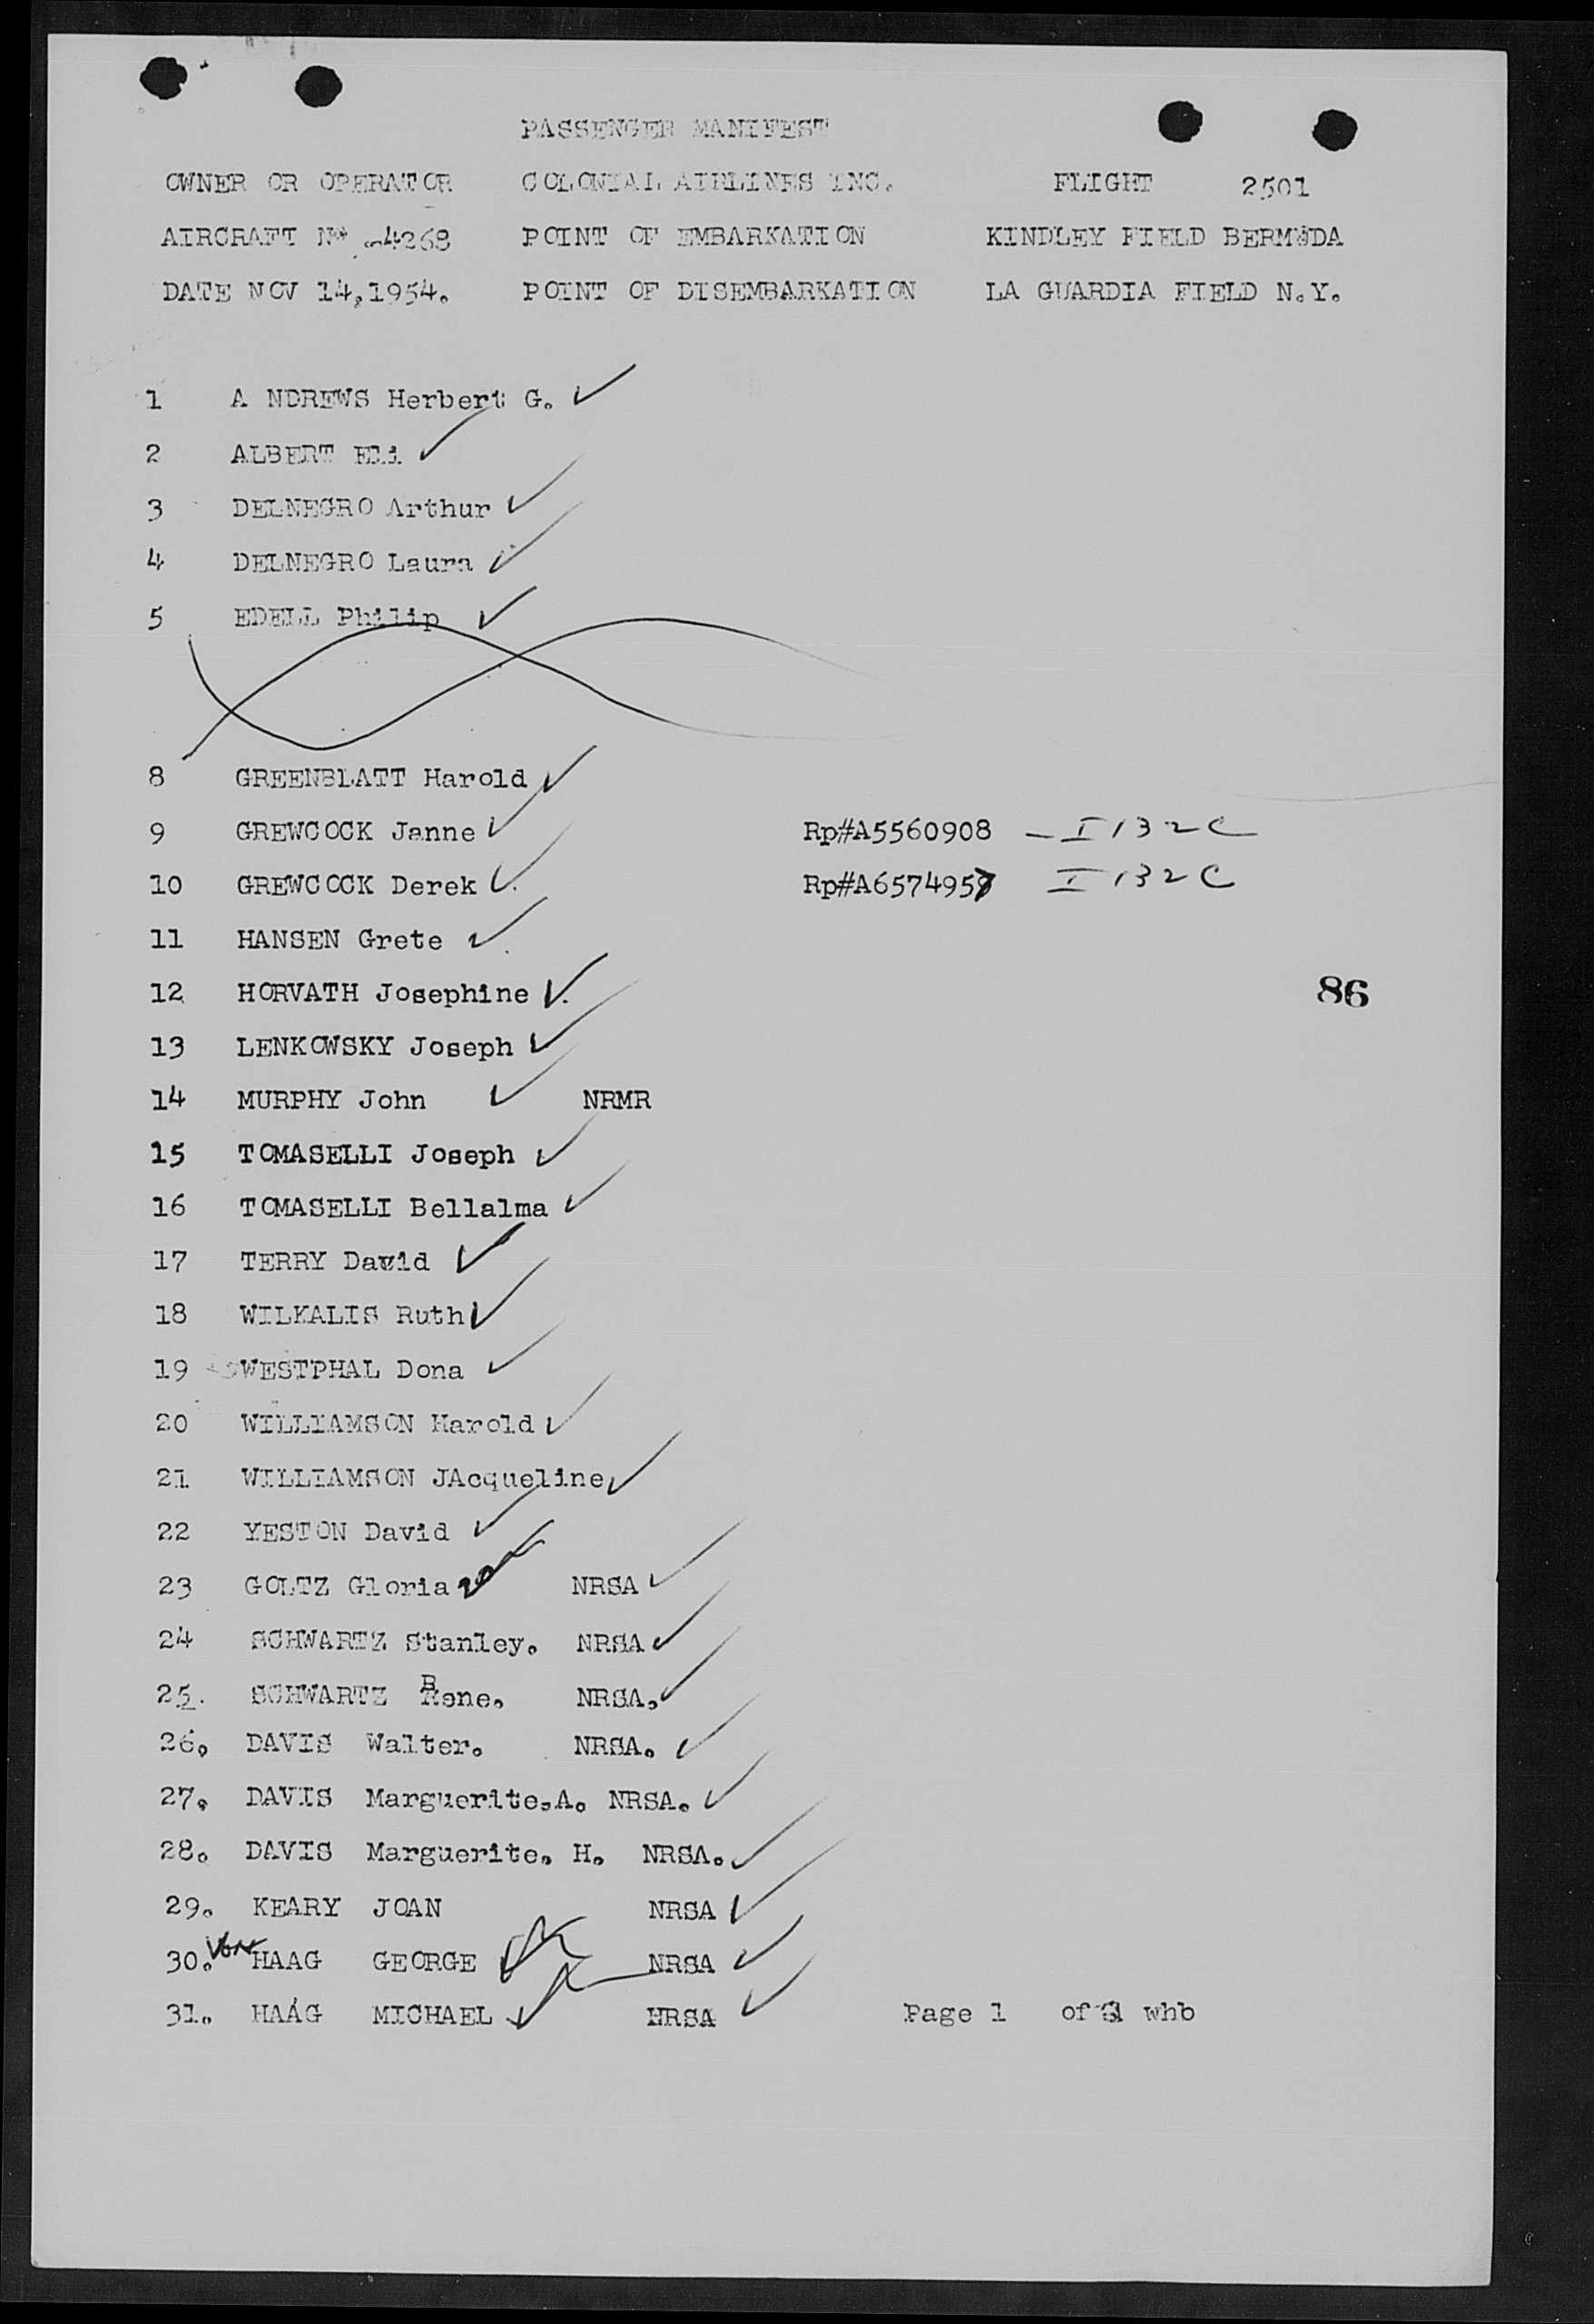 PASSENGER MANIFEST
OWNER OR OPERATOR COLONIAL AIRLINES INC. FLIGHT 2501
AIRCRAFT 4268 POINT OF EMBARKATION KINDLEY FIELD BERMUDA
DATE NOV 14,1954. POINT OF DISEMBARKATION LA GUARDIA FIELD N.Y.
1 A NDREWS Herbert G. ✓
2 ALBERT Eli ✓
3 DELNEGRO Arthur ✓
4 DELNEGRO Laura ✓
5 EDELL Philip ✓
8 GREENBLATT Harold ✓
9 GREWCOCK Janne ✓ Rp#A5560908 – I 132 C
10 GREWCOCK Derek ✓ Rp#A6574957 I 132 C
11 HANSEN Grete ✓
12 HORVATH Josephine ✓ 86
13 LENKOWSKY Joseph ✓
14 MURPHY John ✓ NRMR
15 TOMASELLI Joseph ✓
16 TOMASELLI Bellalma ✓
17 TERRY David ✓
18 WILKALIS Ruth ✓
19 WESTPHAL Dona ✓
20 WILLIAMSON Harold ✓
21 WILLIAMSON JAcqueline ✓
22 YESTON David ✓
23 GOLTZ Gloria NRSA ✓
24 SCHWARTZ Stanley. NRSA ✓
25. SCHWARTZ Rene. NRSA. ✓
26. DAVIS Walter. NRSA. ✓
27. DAVIS Marguerite.A. NRSA. ✓
28. DAVIS Marguerite. H. NRSA. ✓
29. KEARY JOAN NRSA ✓
30. Von HAAG GEORGE NRSA ✓
31. HAAG MICHAEL ✓ NRSA ✓ Page 1 of whb